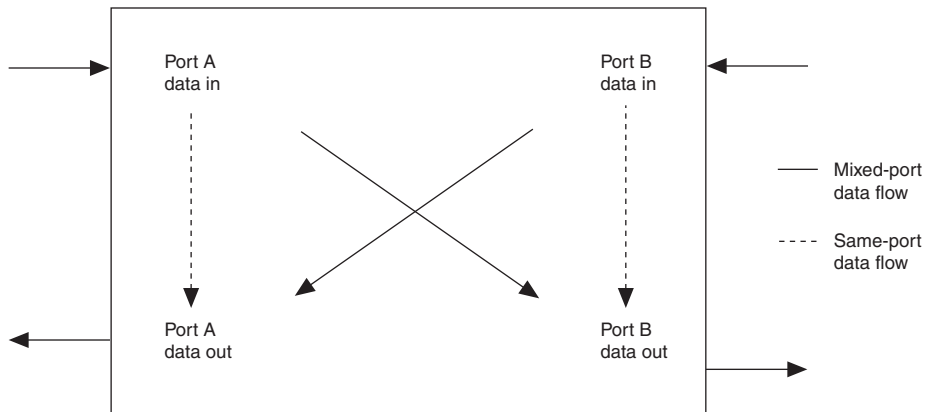 Port A
data in
Port B
data in
Mixed-port
data flow
Same-port
data flow
Port A
data out
Port B
data out